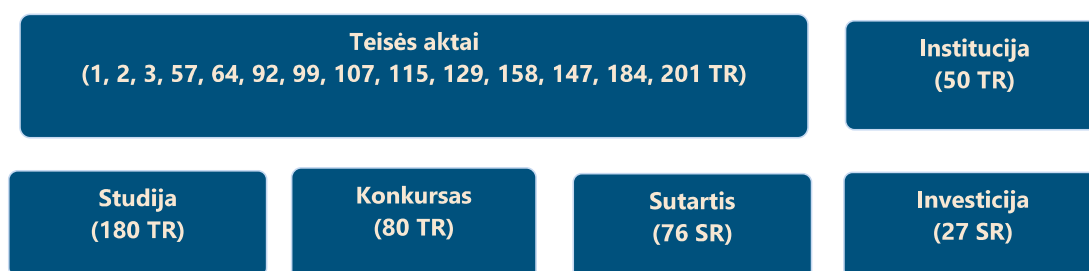 Teisės aktai
(1, 2, 3, 57, 64, 92, 99, 107, 115, 129, 158, 147, 184, 201 TR)
Institucija
(50 TR)
Studija
(180 TR)
Konkursas
(80 TR)
Sutartis
(76 SR)
Investicija
(27 SR)